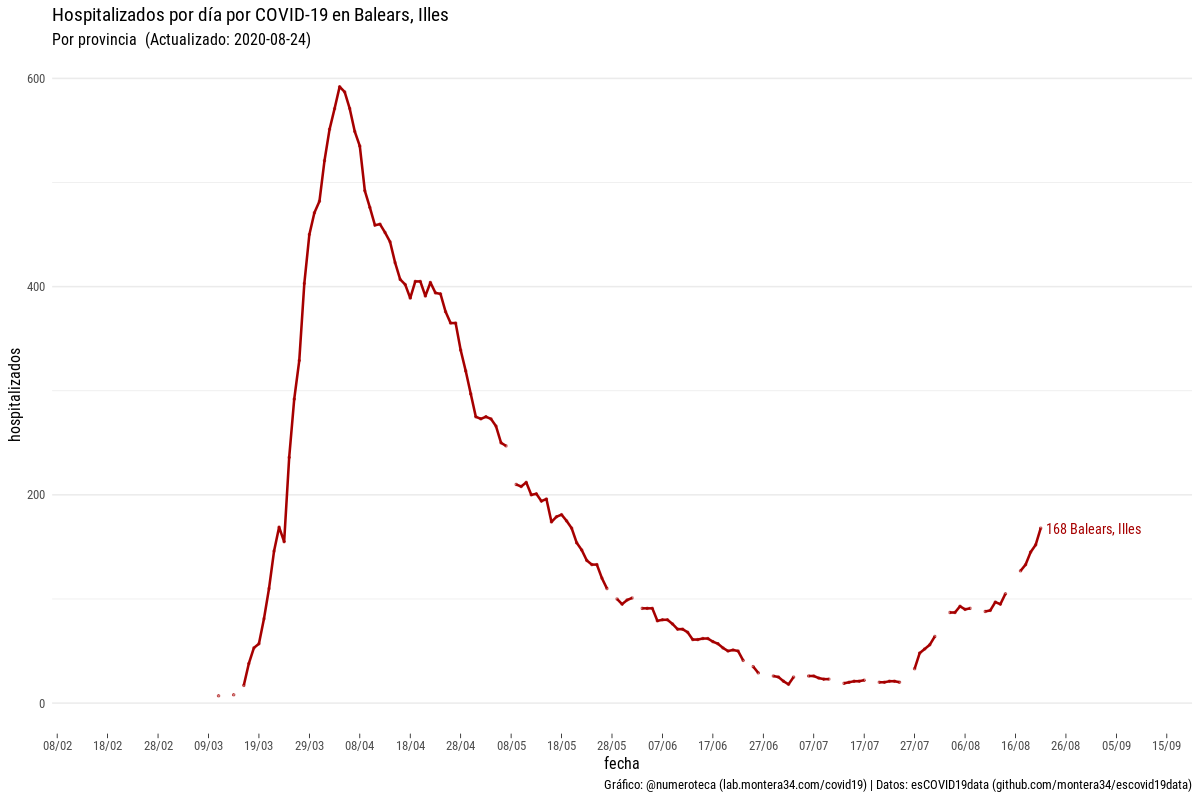 Hospitalizados por día por COVID-19 en Balears, Illes
Por provincia  (Actualizado: 2020-08-24)
hospitalizados
600
400
200
0
168 Balears, Illes
08/02 18/02 28/02 09/03 19/03 29/03 08/04 18/04 28/04 08/05 18/05 28/05 07/06 17/06 27/06 07/07 17/07 27/07 06/08 16/08 26/08 05/09 15/09
fecha
Gráfico: @numeroteca (lab.montera34.com/covid19) | Datos: esCOVID19data (github.com/montera34/escovid19data)